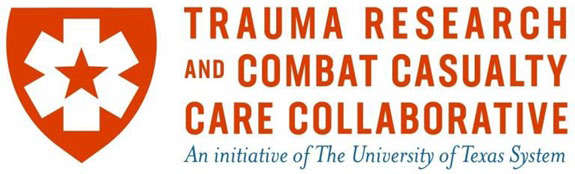 TRAUMA RESEARCH
AND COMBAT CASUALTY
CARE COLLABORATIVE
An initiative of The University of Texas System